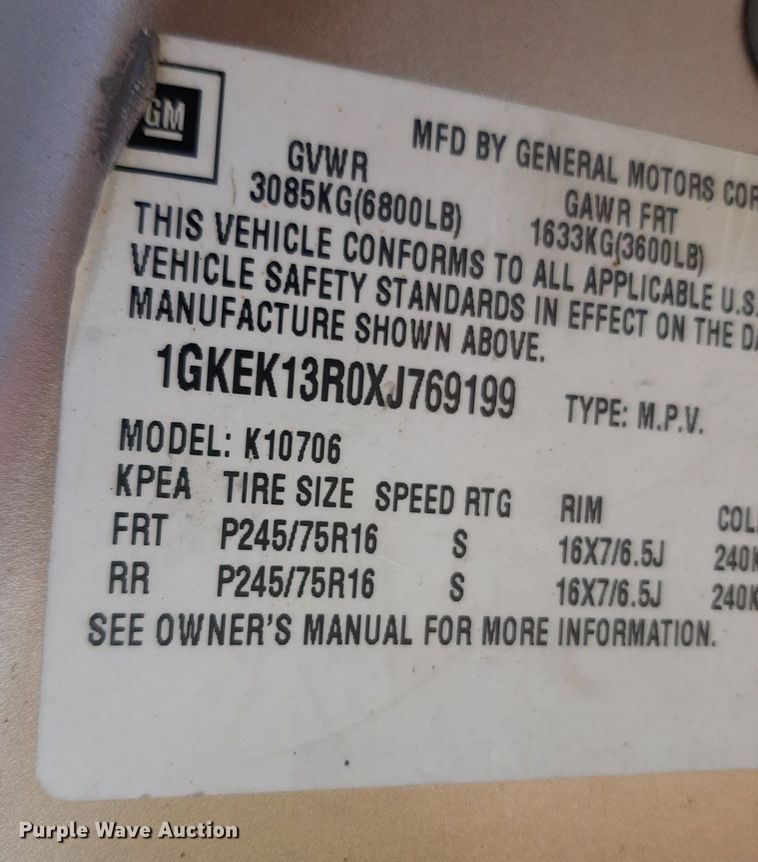 GM
MFD BY GENERAL MOTORS COR
GVWR GAWR FRT
3085KG(6800LB) 1633KG(3600LB)
THIS VEHICLE CONFORMS TO ALL APPLICABLE U.S.
VEHICLE SAFETY STANDARDS IN EFFECT ON THE DA
MANUFACTURE SHOWN ABOVE.
1GKEK13R0XJ769199 TYPE: M.P.V.
MODEL: K10706
KPEA TIRE SIZE SPEED RTG RIM COL
FRT P245/75R16 S 16X7/6.5J 240K
RR P245/75R16 S 16X7/6.5J 240K
SEE OWNER'S MANUAL FOR MORE INFORMATION.
Purple Wave Auction